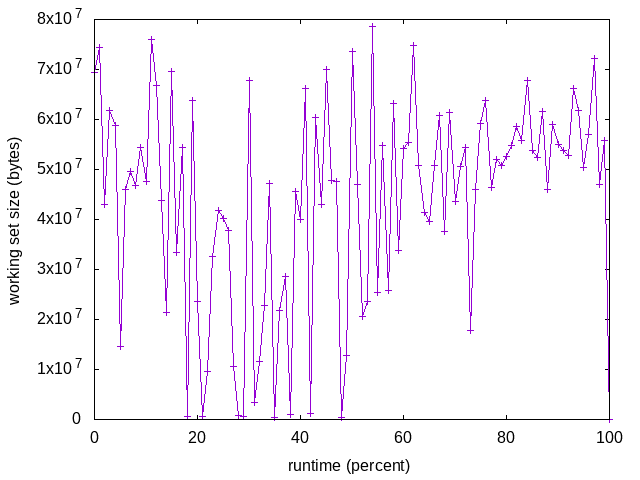 8x10^7
7x10^7
6x10^7
5x10^7
4x10^7
3x10^7
2x10^7
1x10^7
0
working set size (bytes)
0 20 40 60 80 100
runtime (percent)